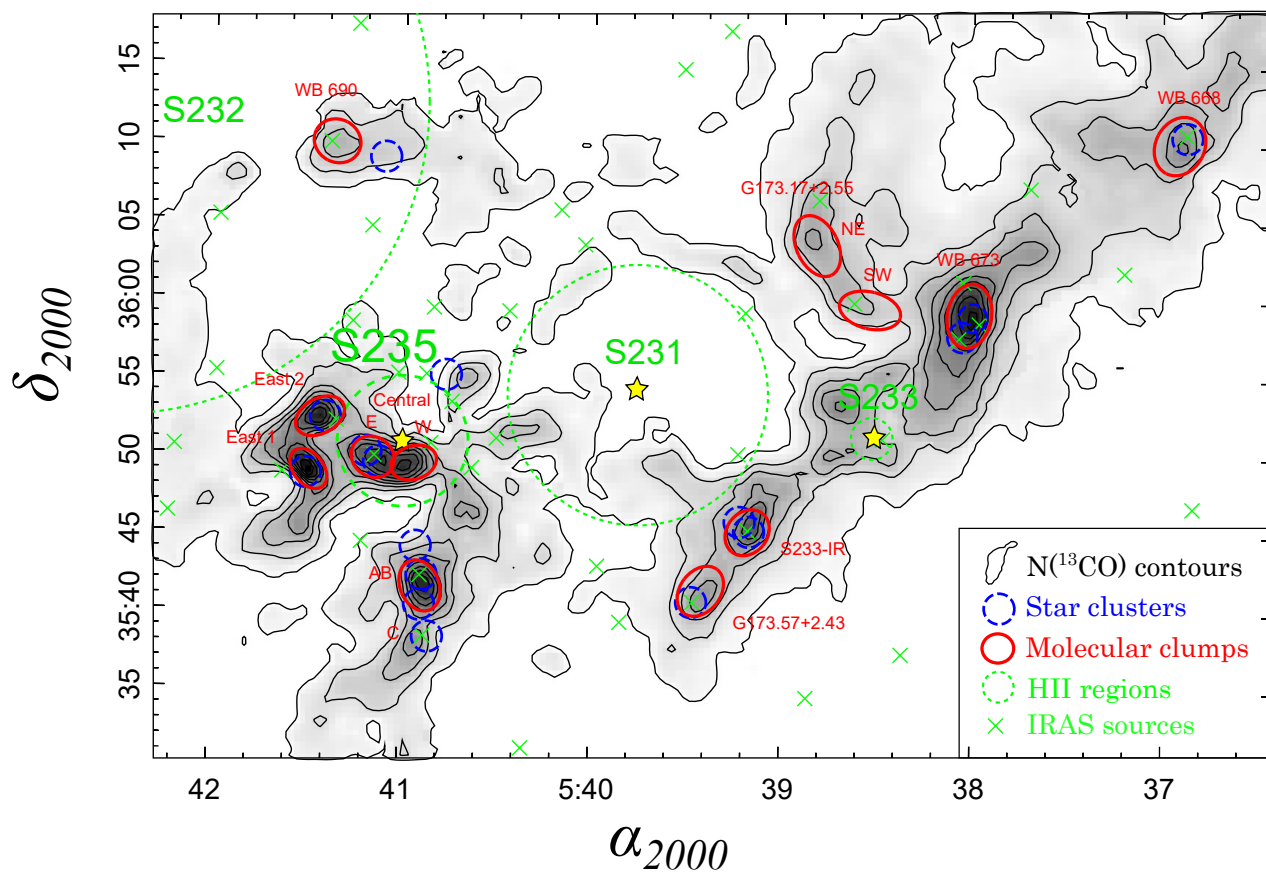 15
10
05
36:00
55
50
45
35:40
35
δ2000
WB 690
S232
WB 668
G173.17+2.55
NE
SW
WB 673
S235
S231
East 2
Central
S233
E
W
East 1
S233-IR
AB
G173.57+2.43
C
N(¹³CO) contours
Star clusters
Molecular clumps
HII regions
IRAS sources
42
41
5:40
39
38
37
α2000